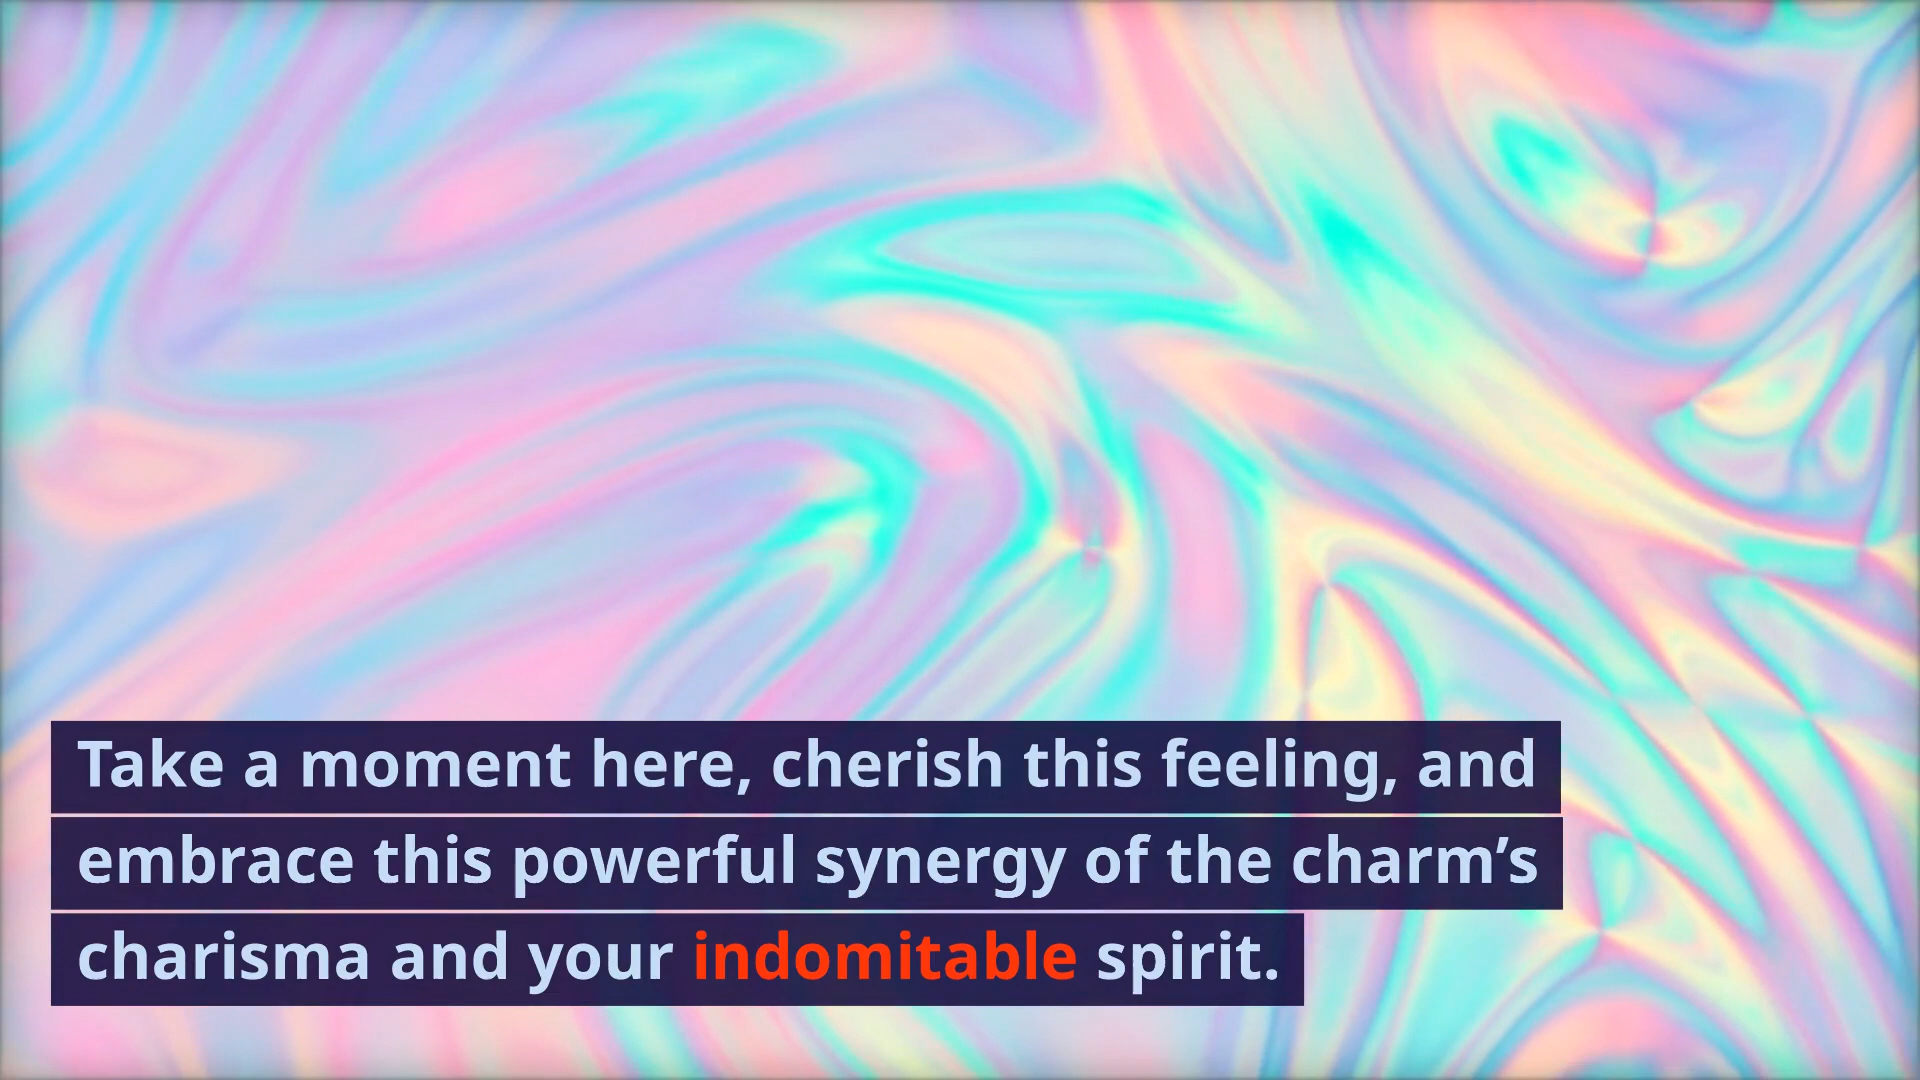 Take a moment here, cherish this feeling, and
embrace this powerful synergy of the charm’s
charisma and your indomitable spirit.